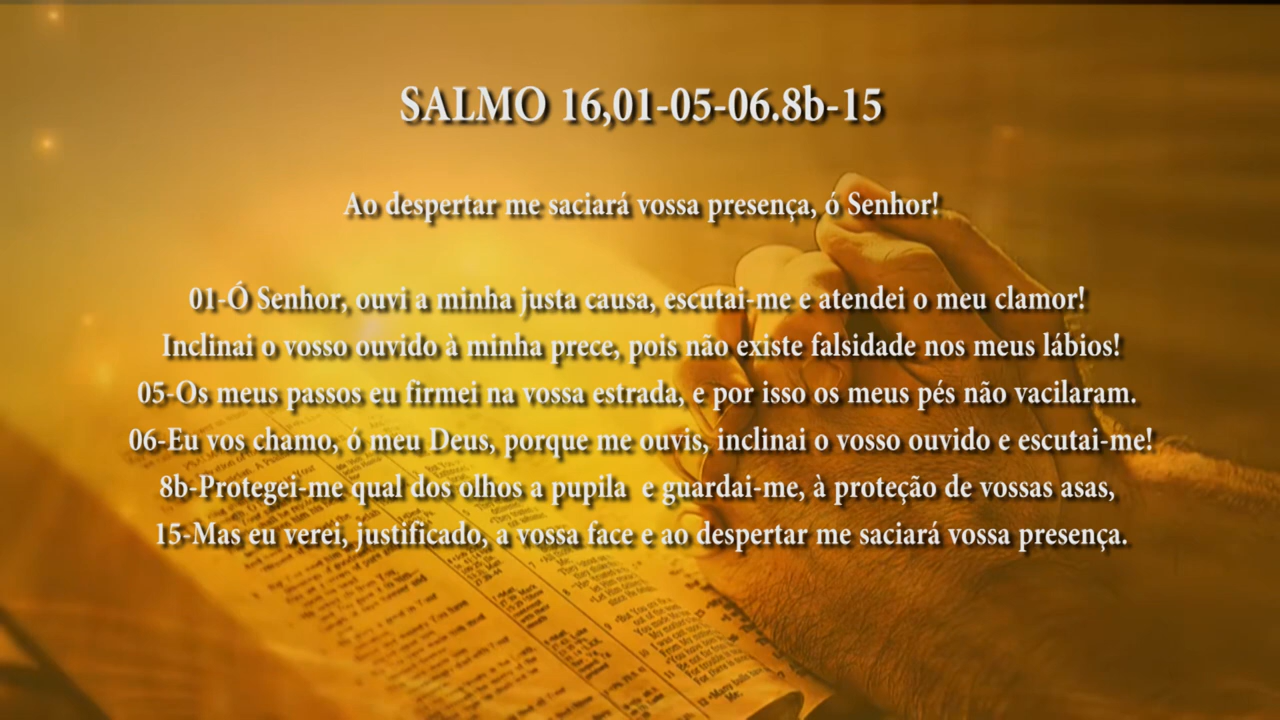 SALMO 16,01-05-06.8b-15
Ao despertar me saciará vossa presença, ó Senhor!
01-Ó Senhor, ouvi a minha justa causa, escutai-me e atendei o meu clamor!
Inclinai o vosso ouvido à minha prece, pois não existe falsidade nos meus lábios!
05-Os meus passos eu firmei na vossa estrada, e por isso os meus pés não vacilaram.
06-Eu vos chamo, ó meu Deus, porque me ouvis, inclinai o vosso ouvido e escutai-me!
8b-Protegei-me qual dos olhos a pupila  e guardai-me, à proteção de vossas asas,
15-Mas eu verei, justificado, a vossa face e ao despertar me saciará vossa presença.